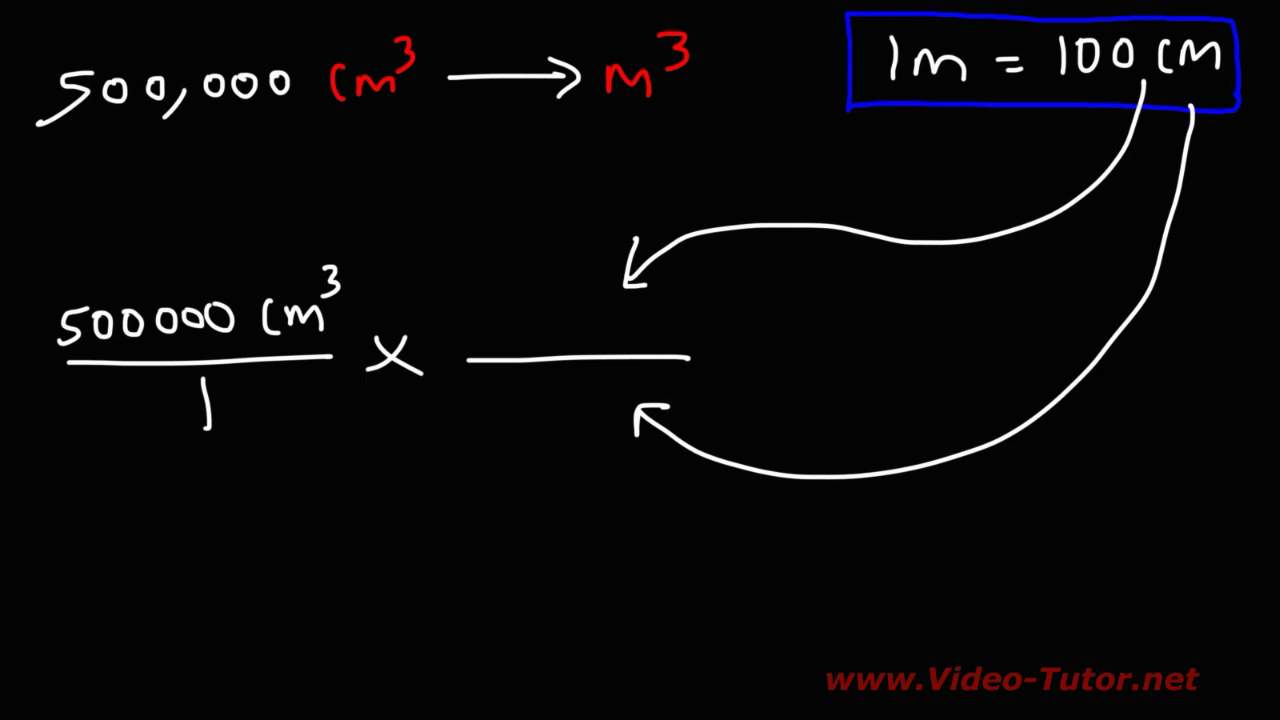 500,000 cm³ → m³
1m = 100 cm
500000 cm³
×
1
www.Video-Tutor.net